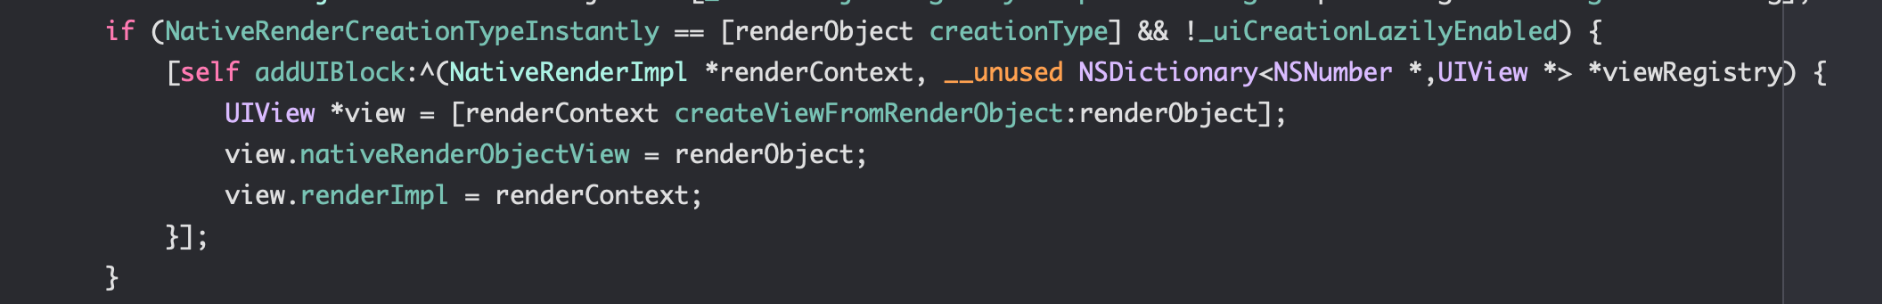 if (NativeRenderCreationTypeInstantly == [renderObject creationType] && !_uiCreationLazilyEnabled) {
[self addUIBlock:^(NativeRenderImpl *renderContext, __unused NSDictionary<NSNumber *,UIView *> *viewRegistry) {
UIView *view = [renderContext createViewFromRenderObject:renderObject];
view.nativeRenderObjectView = renderObject;
view.renderImpl = renderContext;
}];
}